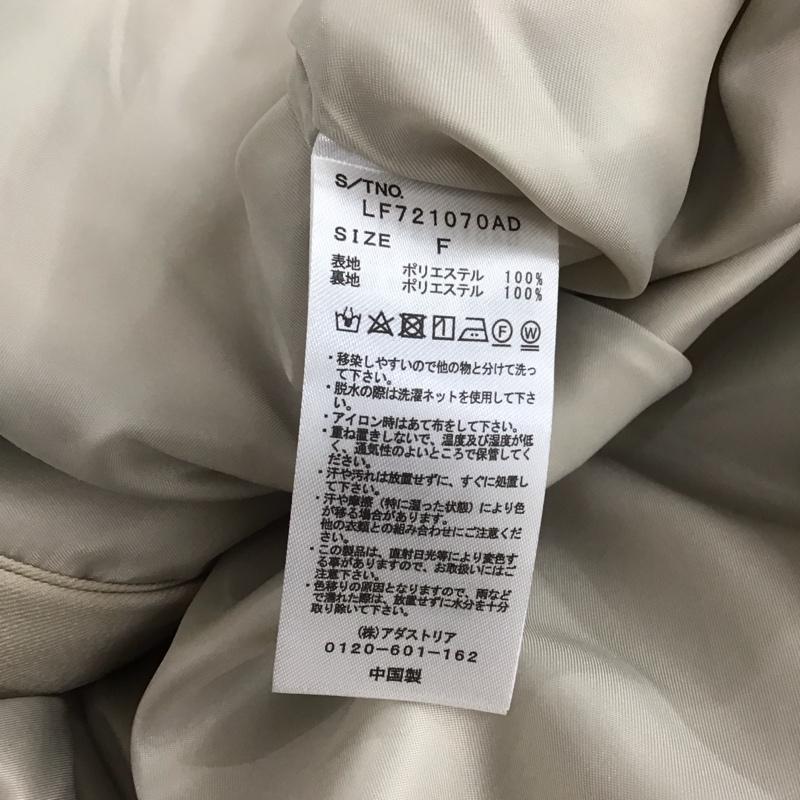 S/TNO.
LF721070AD
SIZE F
表地 ポリエステル 100%
裏地 ポリエステル 100%
F W
・移染しやすいので他の物と分けて洗っ
て下さい。
・脱水の際は洗濯ネットを使用して下さ
い。
・アイロン時はあて布をして下さい。
・重ね置きしないで、温度及び湿度が低
く、通気性のよいところで保管してく
ださい。
・汗や汚れは放置せずに、すぐに処置し
て下さい。
・汗や摩擦（特に湿った状態）により色
が移る場合があります。
他の衣類との組み合わせにご注意くだ
さい。
・この製品は、直射日光等により変色す
る事がありますので、お取扱いにはご
注意下さい。
・色移りの原因となりますので、雨など
で濡れた際は、放置せずに水分を十分
取り除いて下さい。
(株)アダストリア
0120-601-162
中国製